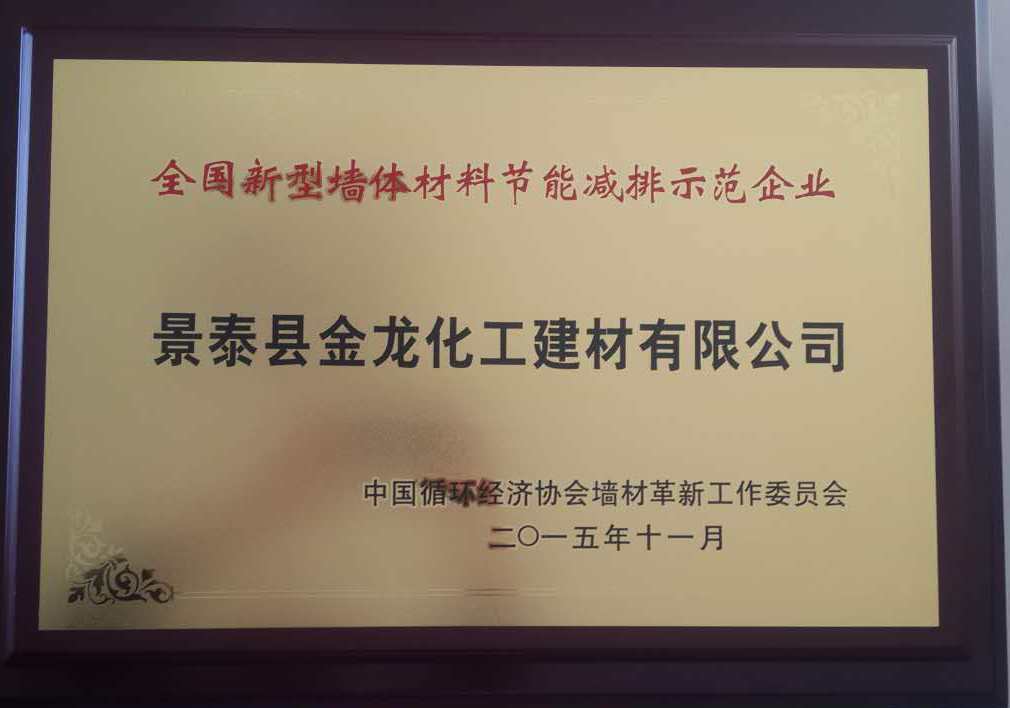 全国新型墙体材料节能减排示范企业
景泰县金龙化工建材有限公司
中国循环经济协会墙材革新工作委员会
二〇一五年十一月